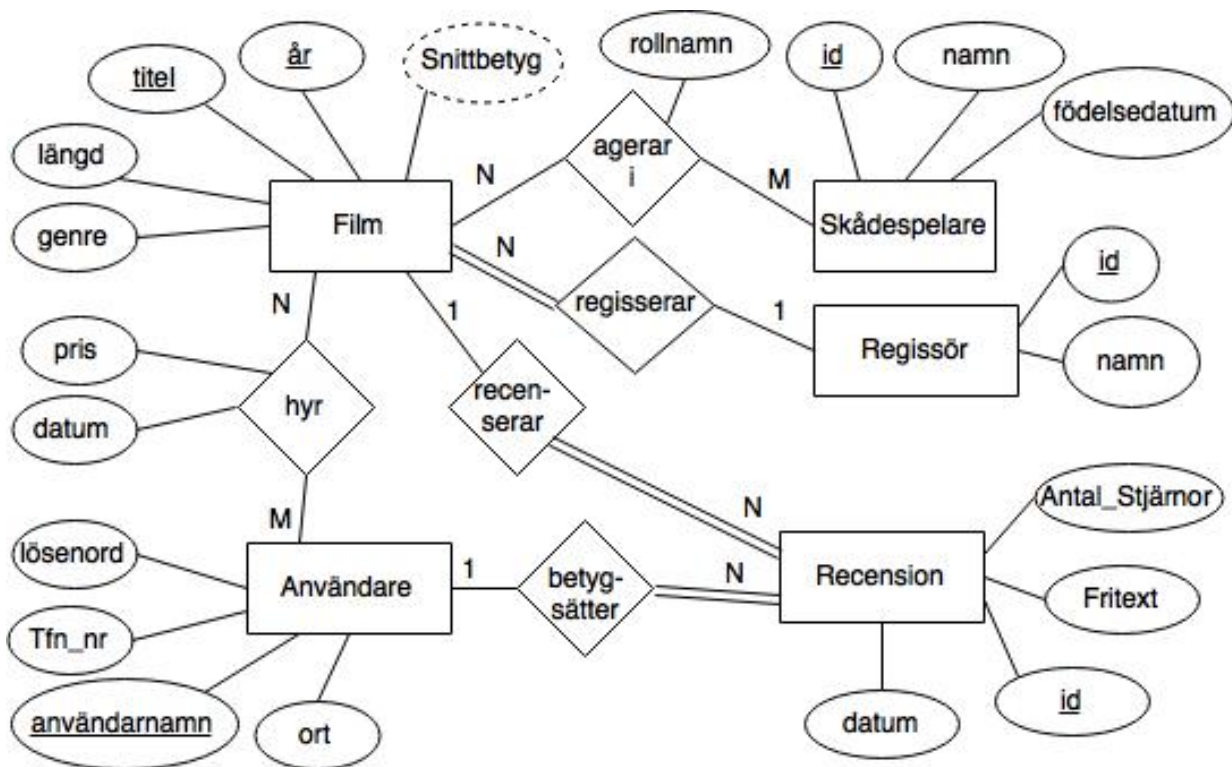 rollnamn
år
Snittbetyg
id
namn
titel
födelsedatum
längd
agerar
i
N
M
Film
Skådespelare
genre
N
id
regisserar
1
N
1
Regissör
pris
namn
recen-
serar
hyr
datum
Antal_Stjärnor
N
M
lösenord
1
N
Användare
betyg-
sätter
Recension
Fritext
Tfn_nr
id
användarnamn
ort
datum